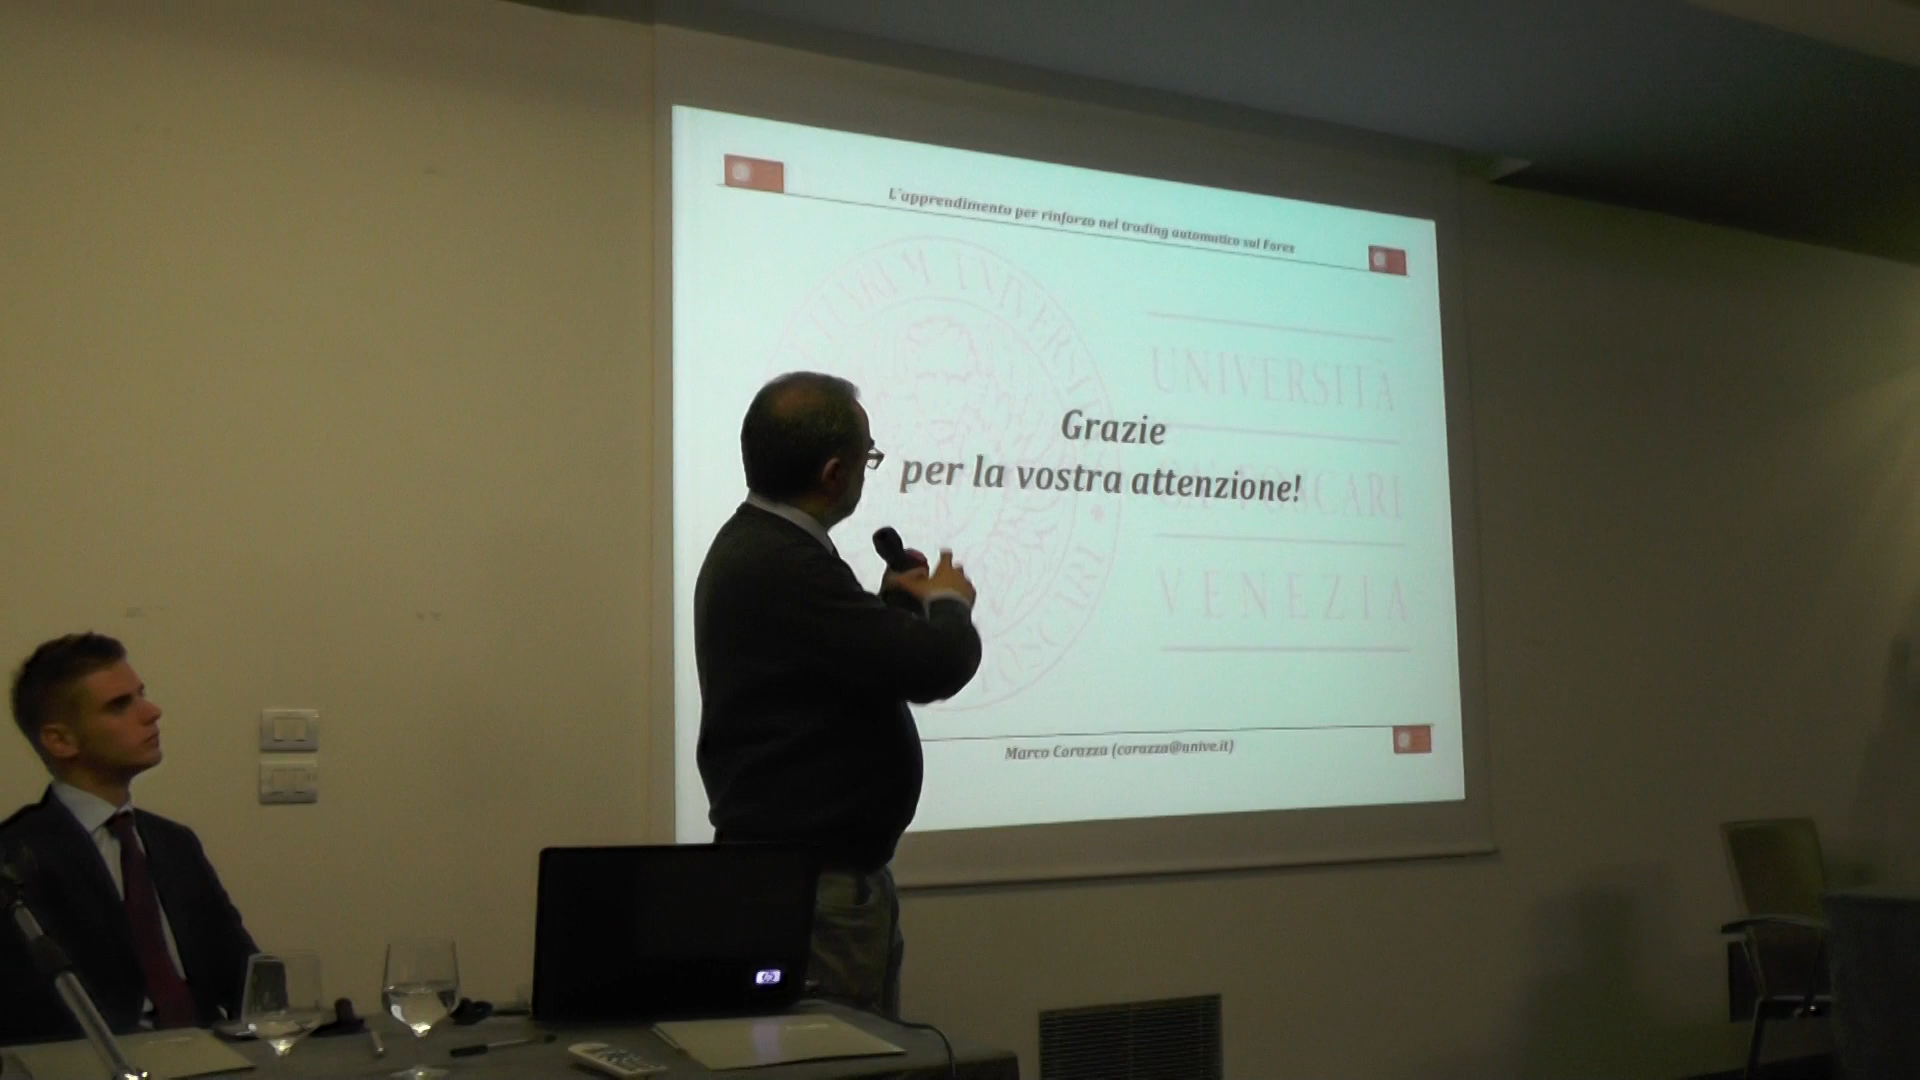 L'apprendimento per rinforzo nel trading automatico sul Forex
UNIVERSITÀ
Grazie
per la vostra attenzione!
VENEZIA
Marco Corazza (corazza@unive.it)
hp